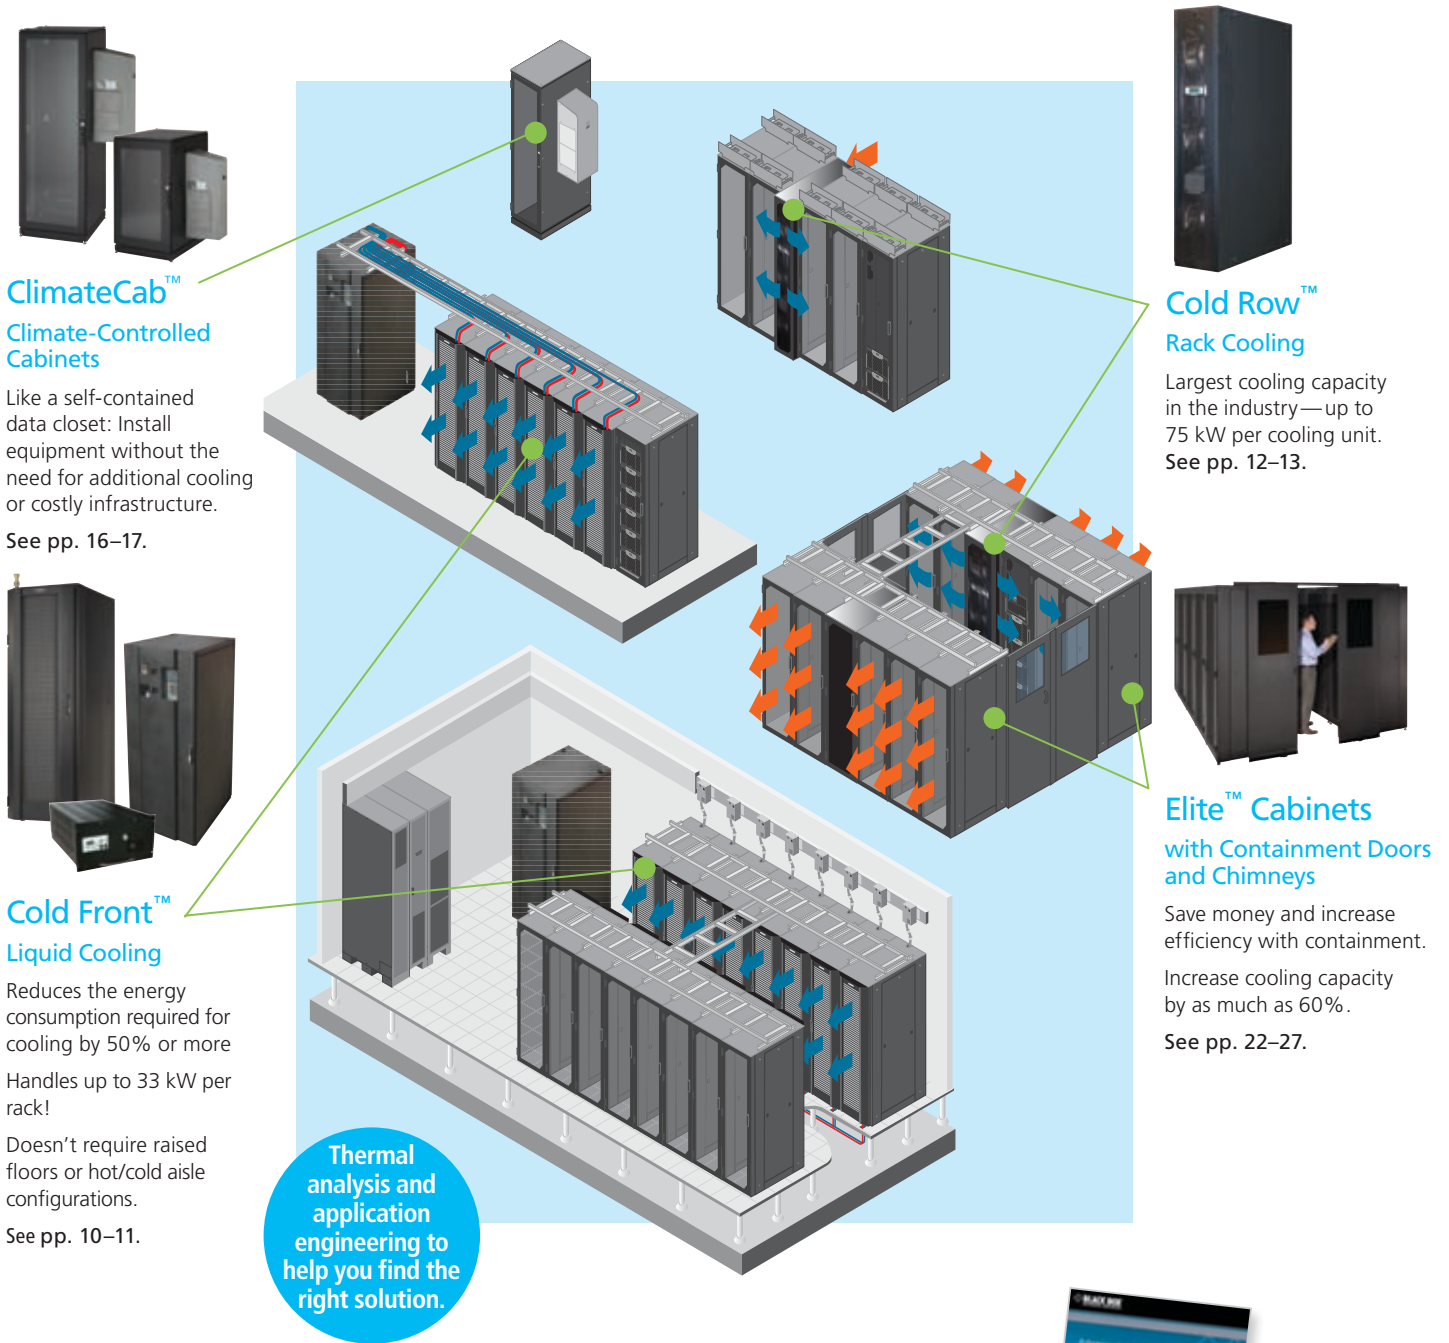 ClimateCab™
Climate-Controlled
Cabinets
Like a self-contained
data closet: Install
equipment without the
need for additional cooling
or costly infrastructure.
See pp. 16–17.
Cold Front™
Liquid Cooling
Reduces the energy
consumption required for
cooling by 50% or more
Handles up to 33 kW per
rack!
Doesn’t require raised
floors or hot/cold aisle
configurations.
See pp. 10–11.
Thermal
analysis and
application
engineering to
help you find the
right solution.
Cold Row™
Rack Cooling
Largest cooling capacity
in the industry—up to
75 kW per cooling unit.
See pp. 12–13.
Elite™ Cabinets
with Containment Doors
and Chimneys
Save money and increase
efficiency with containment.
Increase cooling capacity
by as much as 60%.
See pp. 22–27.
BLACK BOX